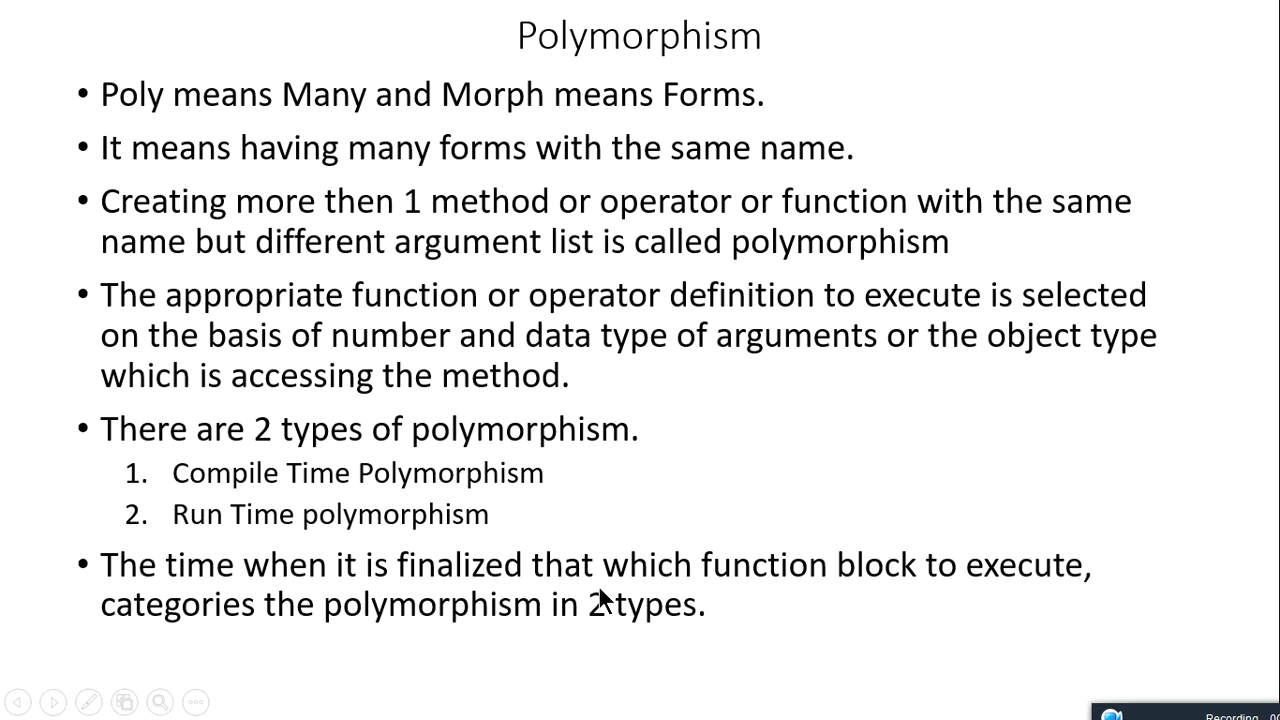 Polymorphism
• Poly means Many and Morph means Forms.
• It means having many forms with the same name.
• Creating more then 1 method or operator or function with the same
name but different argument list is called polymorphism
• The appropriate function or operator definition to execute is selected
on the basis of number and data type of arguments or the object type
which is accessing the method.
• There are 2 types of polymorphism.
1. Compile Time Polymorphism
2. Run Time polymorphism
• The time when it is finalized that which function block to execute,
categories the polymorphism in 2 types.
Recording...